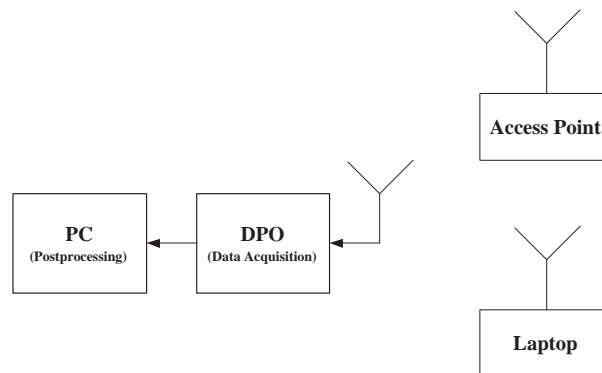 Access Point
PC
(Postprocessing)
DPO
(Data Acquisition)
Laptop